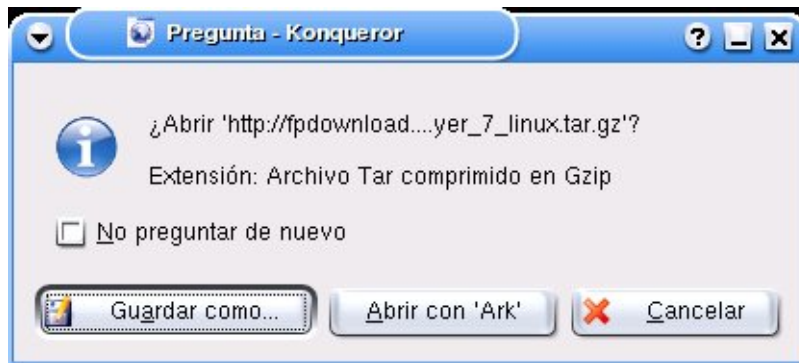 Pregunta - Konqueror
¿Abrir 'http://fpdownload....yer_7_linux.tar.gz'?
Extensión: Archivo Tar comprimido en Gzip
No preguntar de nuevo
Guardar como... Abrir con 'Ark' Cancelar